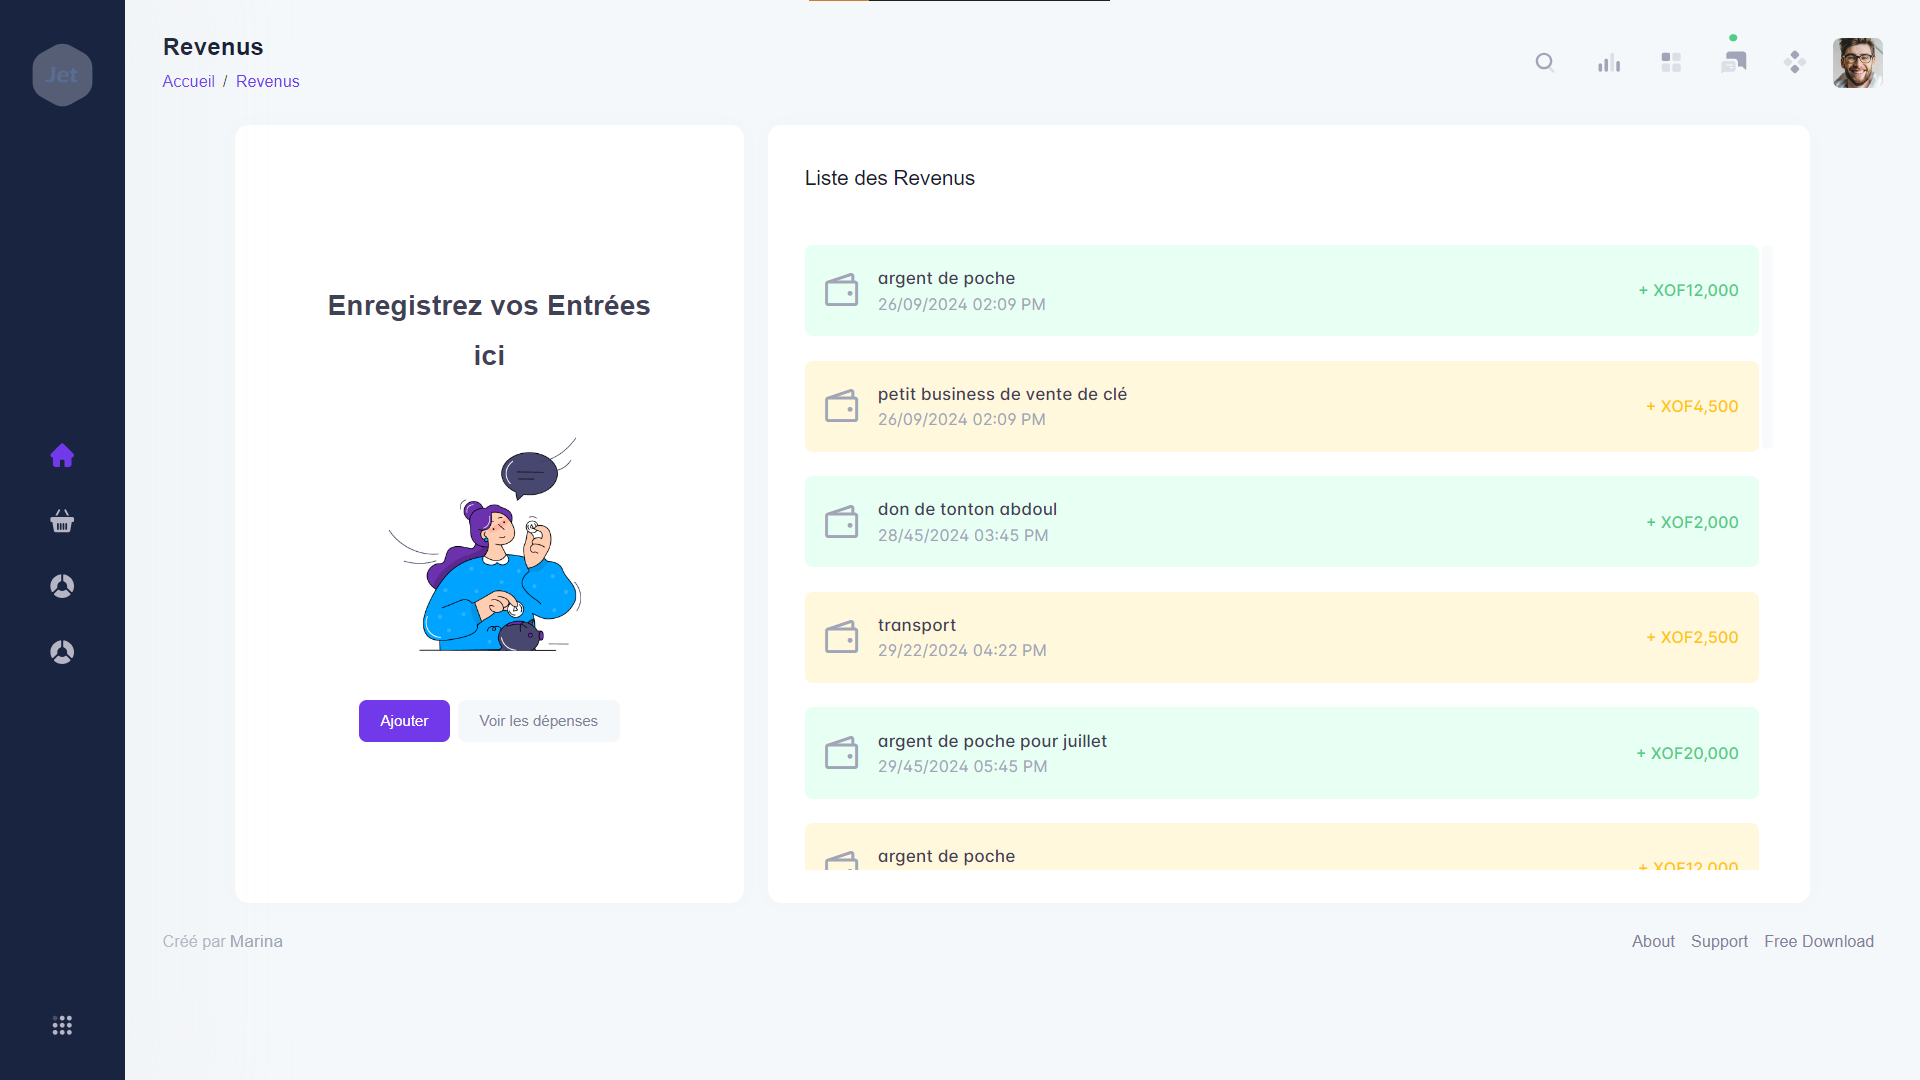 Jet
Revenus
Accueil / Revenus
Enregistrez vos Entrées
ici
Ajouter
Voir les dépenses
Liste des Revenus
argent de poche
26/09/2024 02:09 PM
+ XOF12,000
petit business de vente de clé
26/09/2024 02:09 PM
+ XOF4,500
don de tonton abdoul
28/45/2024 03:45 PM
+ XOF2,000
transport
29/22/2024 04:22 PM
+ XOF2,500
argent de poche pour juillet
29/45/2024 05:45 PM
+ XOF20,000
argent de poche
+ XOF12,000
Créé par Marina
About Support Free Download